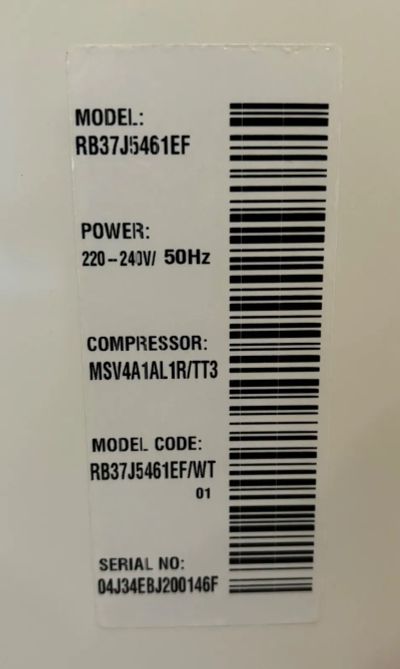 MODEL:
RB37J5461EF
POWER:
220-240V/ 50Hz
COMPRESSOR:
MSV4A1AL1R/TT3
MODEL CODE:
RB37J5461EF/WT
01
SERIAL NO:
04J34EBJ200146F